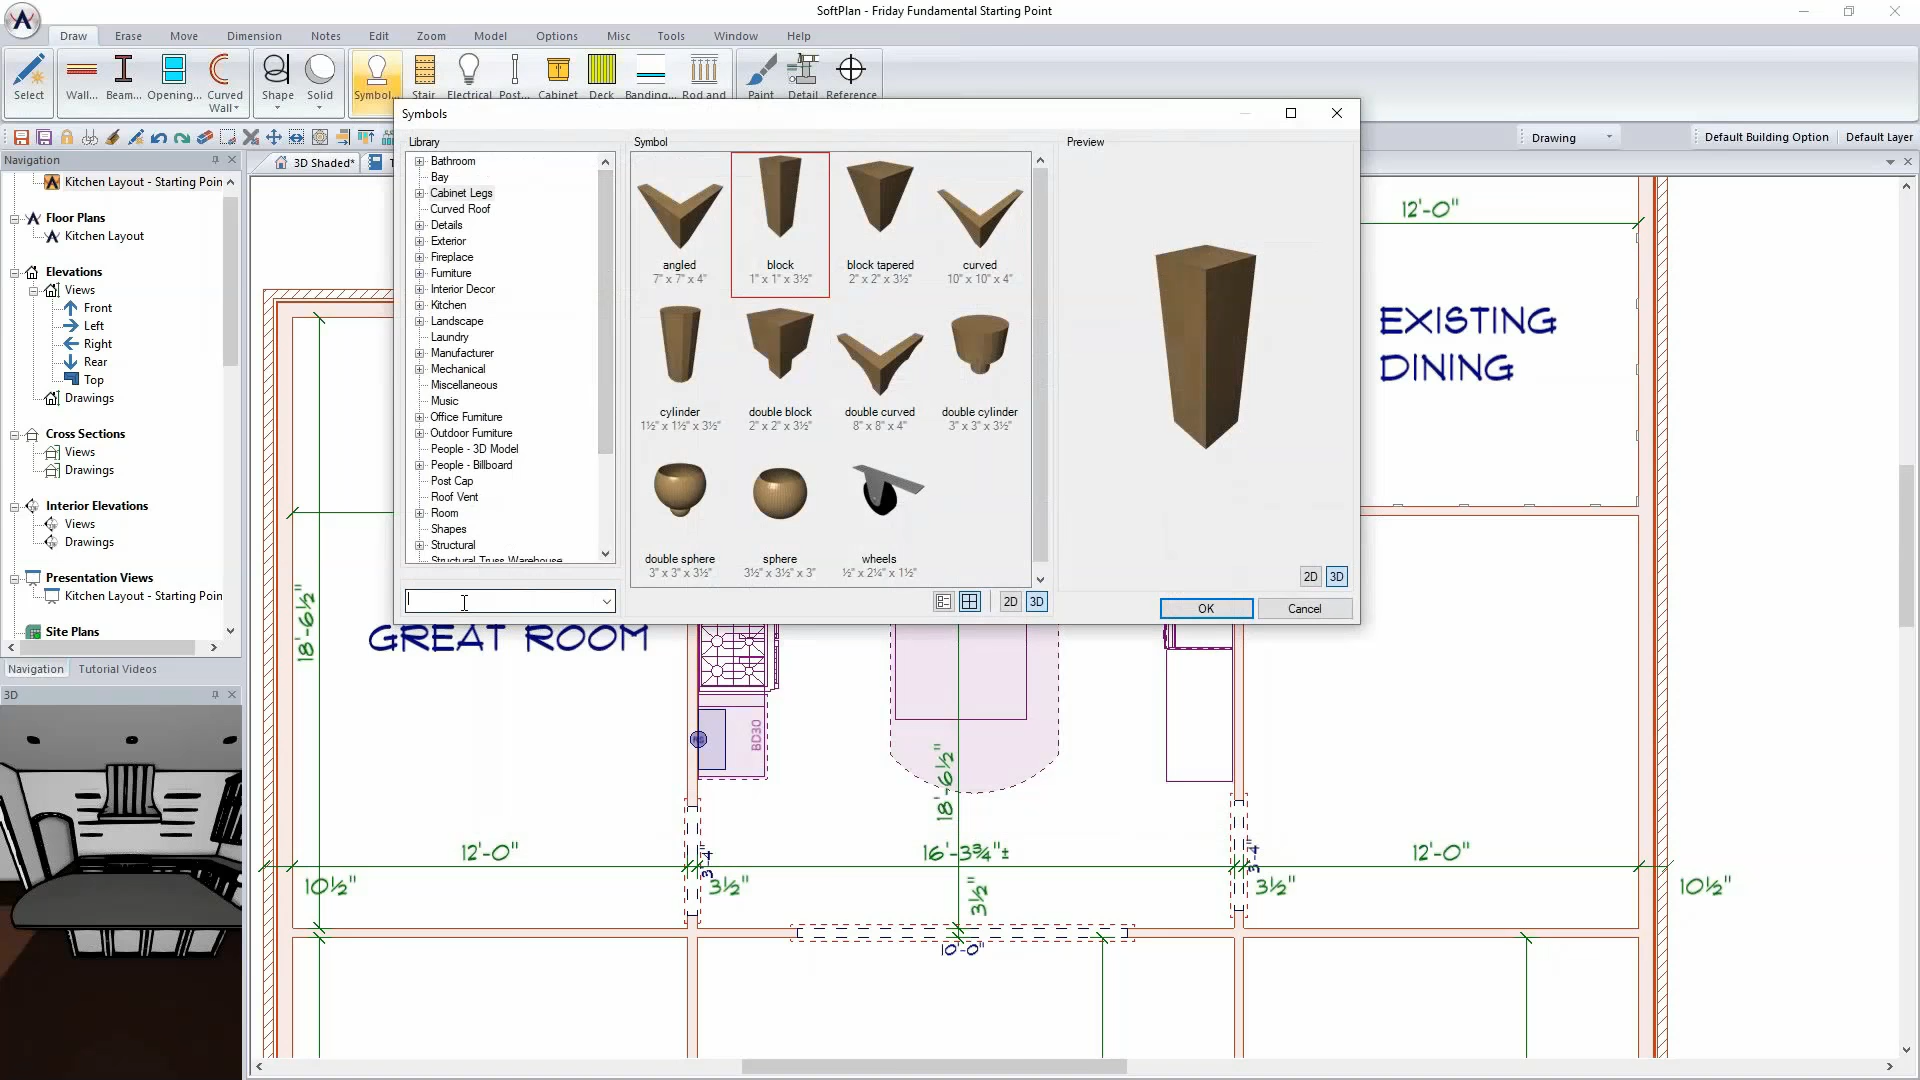 SoftPlan - Friday Fundamental Starting Point
Draw Erase Move Dimension Notes Edit Zoom Model Options Misc Tools Window Help
Select Wall... Beam... Opening... Curved Wall Shape Solid Symbol... Stair Electrical Post... Cabinet Deck Banding... Rod and Paint Detail Reference
Drawing Default Building Option Default Layer
Navigation
Kitchen Layout - Starting Poin
Floor Plans
Kitchen Layout
Elevations
Views
Front
Left
Right
Rear
Top
Drawings
Cross Sections
Views
Drawings
Interior Elevations
Views
Drawings
Presentation Views
Kitchen Layout - Starting Poin
Site Plans
Navigation Tutorial Videos
3D
3D Shaded*
Symbols
Library
Bathroom
Bay
Cabinet Legs
Curved Roof
Details
Exterior
Fireplace
Furniture
Interior Decor
Kitchen
Landscape
Laundry
Manufacturer
Mechanical
Miscellaneous
Music
Office Furniture
Outdoor Furniture
People - 3D Model
People - Billboard
Post Cap
Roof Vent
Room
Shapes
Structural
Structural Truss Warehouse
Symbol
angled block block tapered curved
7" x 7" x 4" 1" x 1" x 3½" 2" x 2" x 3½" 10" x 10" x 4"
cylinder double block double curved double cylinder
1½" x 1½" x 3½" 2" x 2" x 3½" 8" x 8" x 4" 3" x 3" x 3½"
double sphere sphere wheels
3" x 3" x 3½" 3½" x 3½" x 3" ½" x 2¼" x 1½"
2D 3D
Preview
2D 3D
OK Cancel
12'-0"
EXISTING
DINING
18'-6½"
GREAT ROOM
BD30
18'-6½"
12'-0" 3'-4" 16'-3¾"± 3'-4" 12'-0"
10½" 3½" 3½" 3½" 10½"
10'-0"